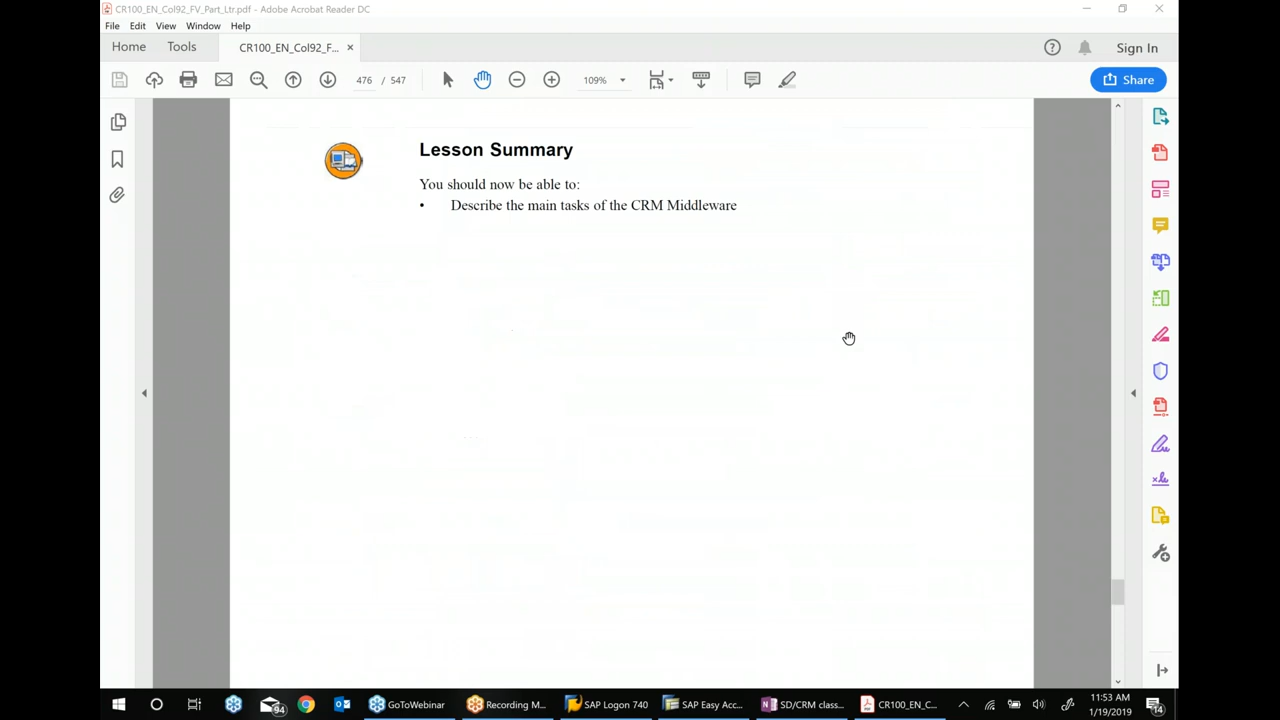 CR100_EN_Col92_FV_Part_Ltr.pdf - Adobe Acrobat Reader DC
File Edit View Window Help
Home Tools CR100_EN_Col92_F... × Sign In
476 / 547 109% Share
Lesson Summary
You should now be able to:
• Describe the main tasks of the CRM Middleware
94 GoToWebinar Recording M... SAP Logon 740 SAP Easy Acc... SD/CRM class... CR100_EN_C... 11:53 AM
1/19/2019 14